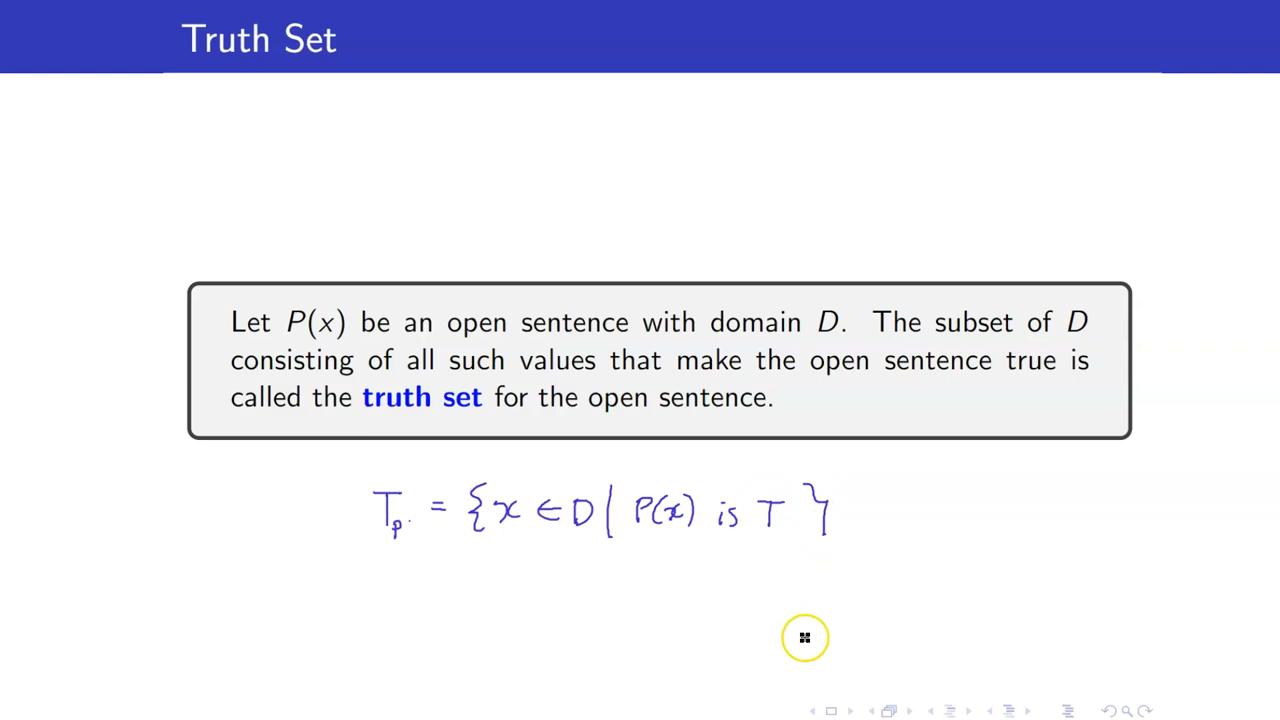 Truth Set
Let P(x) be an open sentence with domain D. The subset of D
consisting of all such values that make the open sentence true is
called the truth set for the open sentence.
T_p = {x ∈ D | P(x) is T }